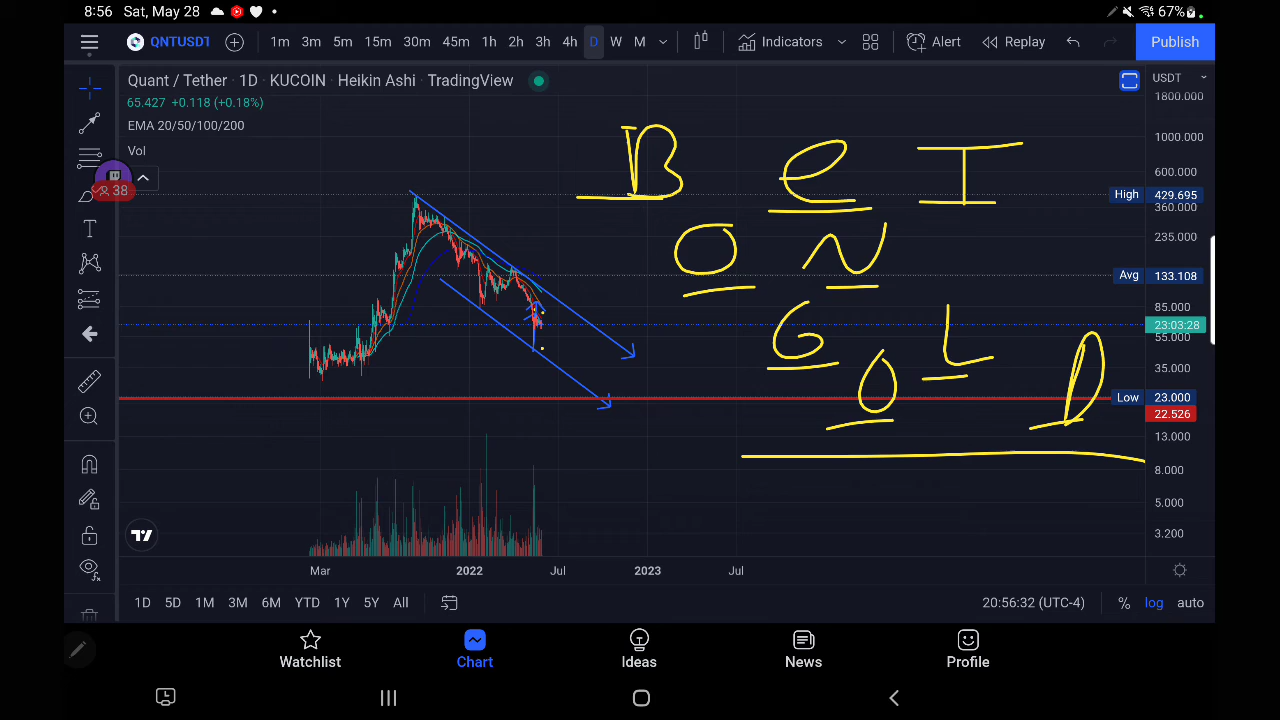 8:56 Sat, May 28 67%
QNTUSDT 1m 3m 5m 15m 30m 45m 1h 2h 3h 4h D W M Indicators Alert Replay Publish
Quant / Tether · 1D · KUCOIN · Heikin Ashi · TradingView USDT
65.427 +0.118 (+0.18%)
1800.000
EMA 20/50/100/200
1000.000
Vol
600.000
38
High 429.695
360.000
235.000
Avg 133.108
85.000
23:03:28
55.000
35.000
Low 23.000
22.526
13.000
8.000
5.000
3.200
B e T
O N
G O L D
Mar 2022 Jul 2023 Jul
1D 5D 1M 3M 6M YTD 1Y 5Y All 20:56:32 (UTC-4) % log auto
Watchlist Chart Ideas News Profile